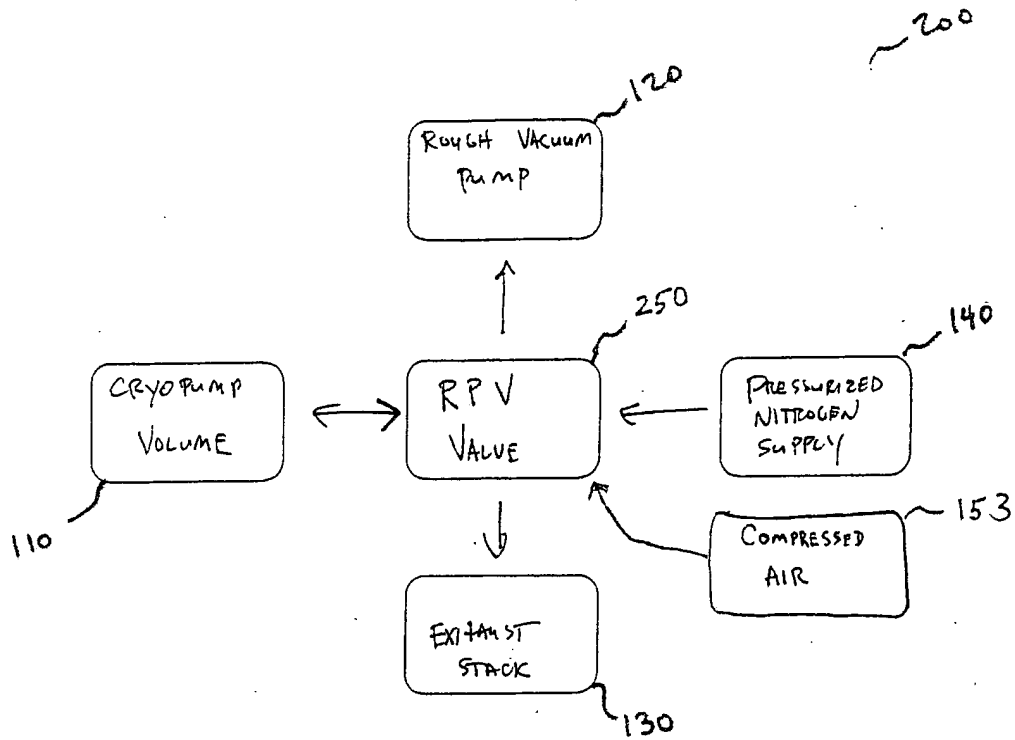 200
120
ROUGH VACUUM
PUMP
250
140
CRYOPUMP
VOLUME
RPV
VALUE
PRESSURIZED
NITROGEN
SUPPLY
110
153
COMPRESSED
AIR
EXHAUST
STACK
130